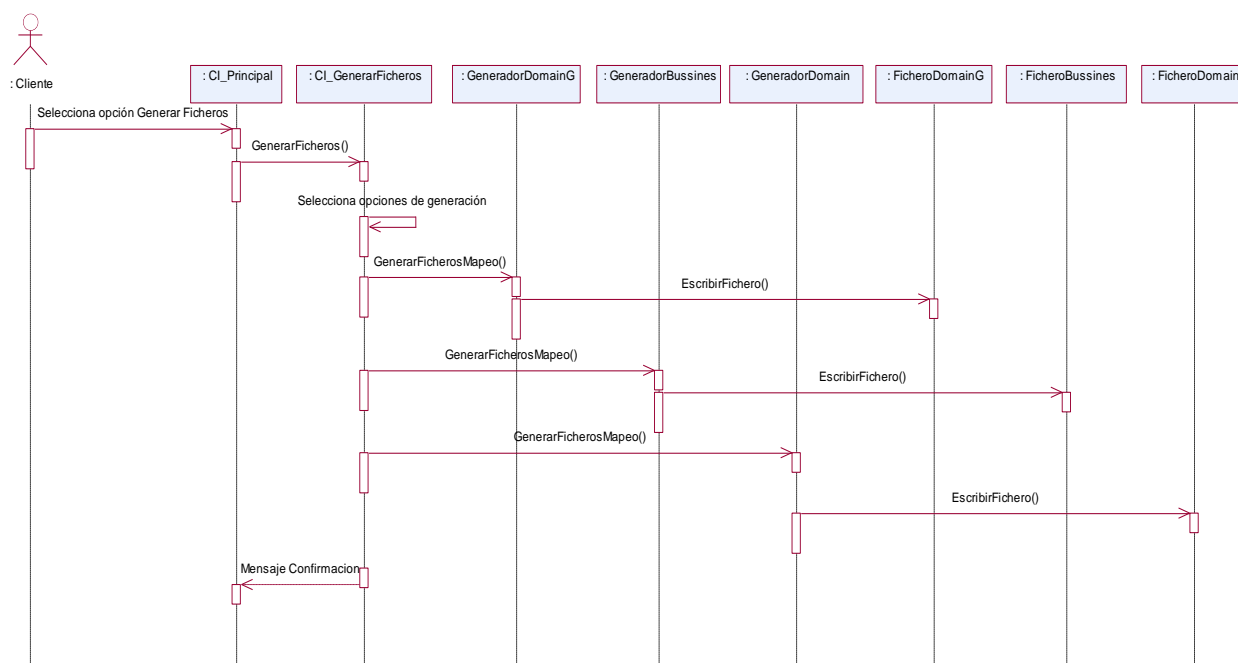 : Cliente
: CI_Principal
: CI_GenerarFicheros
: GeneradorDomainG
: GeneradorBussines
: GeneradorDomain
: FicheroDomainG
: FicheroBussines
: FicheroDomain
Selecciona opción Generar Ficheros
GenerarFicheros()
Selecciona opciones de generación
GenerarFicherosMapeo()
EscribirFichero()
GenerarFicherosMapeo()
EscribirFichero()
GenerarFicherosMapeo()
EscribirFichero()
Mensaje Confirmacion